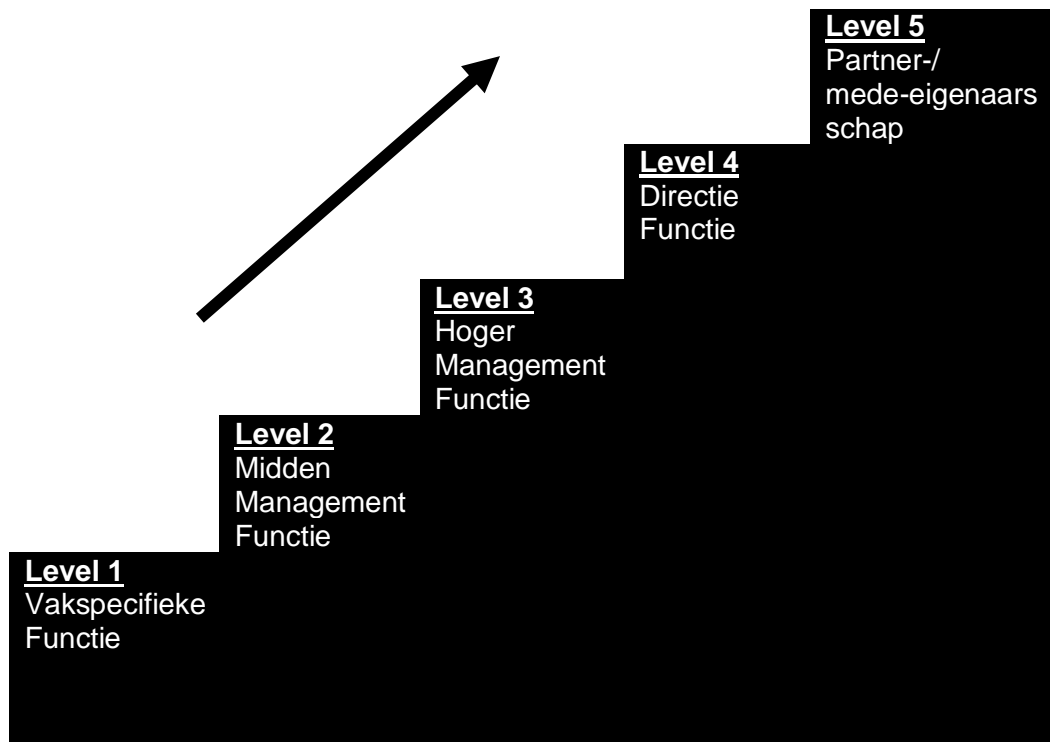 Level 5
Partner-/
mede-eigenaars
schap
Level 4
Directie
Functie
Level 3
Hoger
Management
Functie
Level 2
Midden
Management
Functie
Level 1
Vakspecifieke
Functie